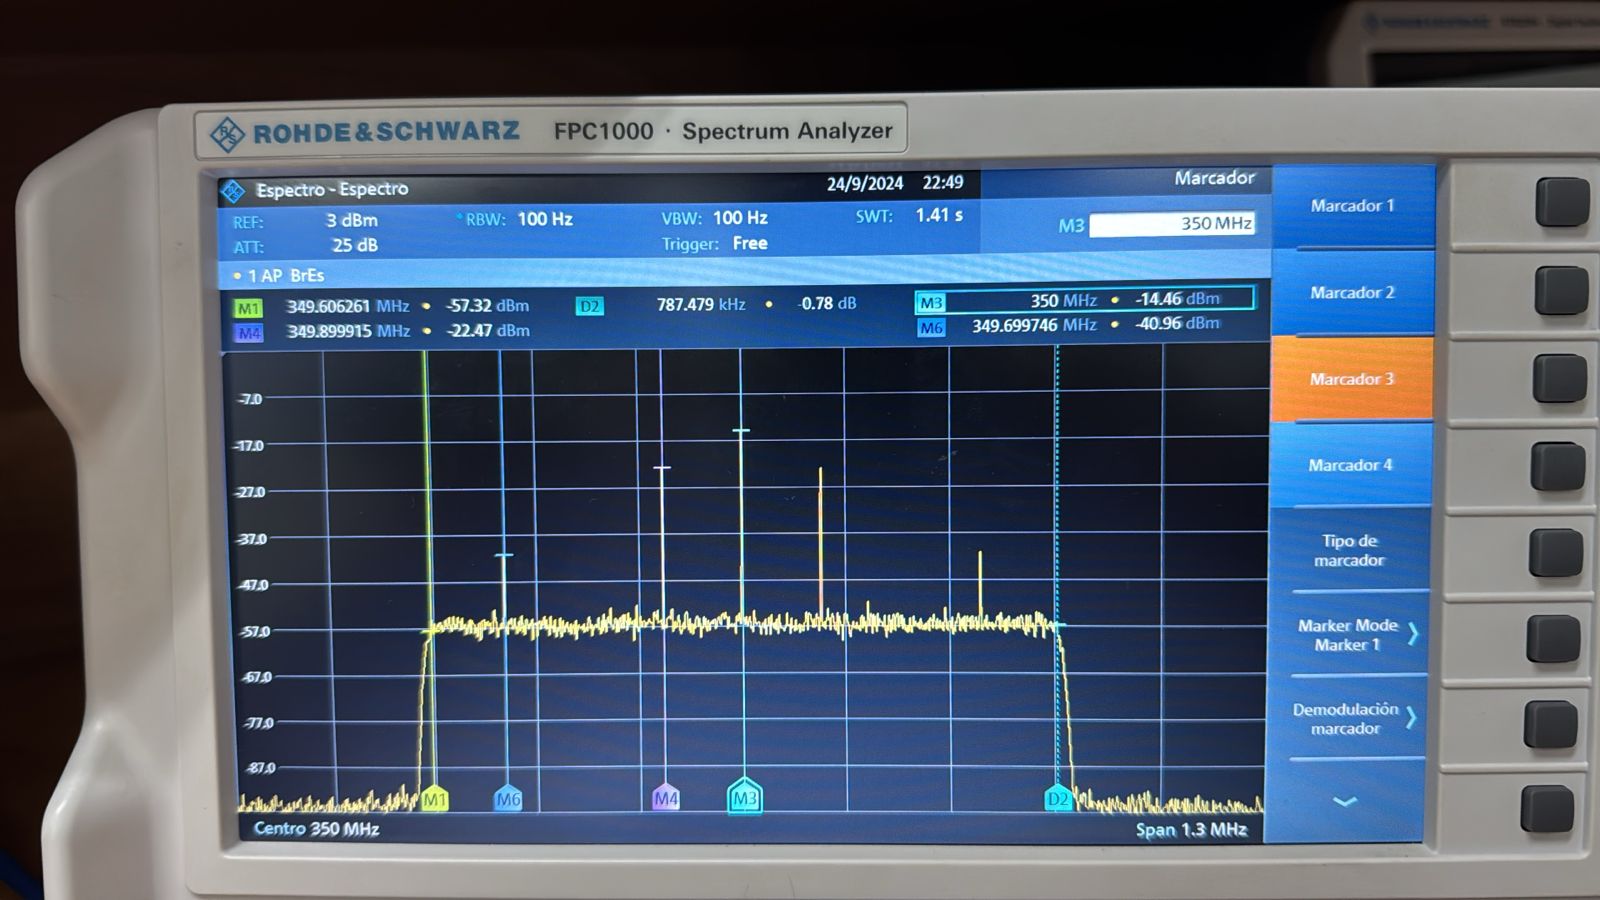 ROHDE & SCHWARZ FPC1000 · Spectrum Analyzer
Espectro - Espectro 24/9/2024 22:49 Marcador
REF: 3 dBm RBW: 100 Hz VBW: 100 Hz SWT: 1.41 s M3 350 MHz
ATT: 25 dB Trigger: Free
1 AP BrEs
M1 349.606261 MHz -57.32 dBm D2 787.479 kHz -0.78 dB M3 350 MHz -14.46 dBm
M4 349.899915 MHz -22.47 dBm M6 349.699746 MHz -40.96 dBm
-7.0
-17.0
-27.0
-37.0
-47.0
-57.0
-67.0
-77.0
-87.0
M1 M6 M4 M3 D2
Centro 350 MHz Span 1.3 MHz
Marcador 1
Marcador 2
Marcador 3
Marcador 4
Tipo de
marcador
Marker Mode
Marker 1
Demodulación
marcador
ROHDE & SCHWARZ